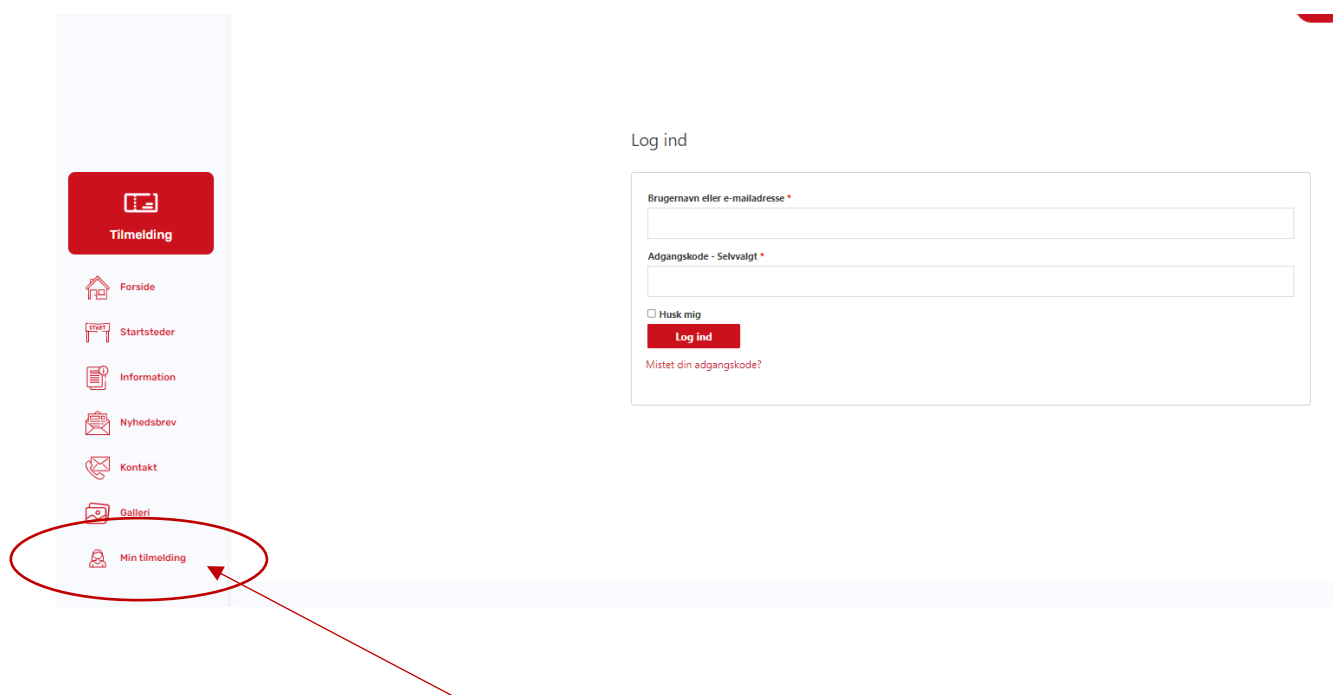 Tilmelding
Forside
START
Startsteder
Information
Nyhedsbrev
Kontakt
Galleri
Min tilmelding
Log ind
Brugernavn eller e-mailadresse *
Adgangskode - Selvvalgt *
Husk mig
Log ind
Mistet din adgangskode?